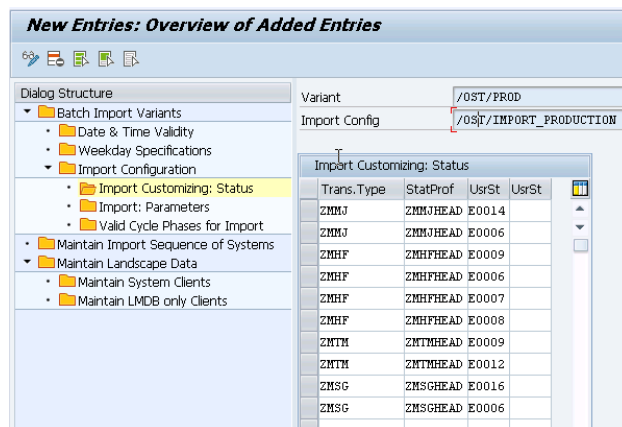 New Entries: Overview of Added Entries
Dialog Structure
Batch Import Variants
Date & Time Validity
Weekday Specifications
Import Configuration
Import Customizing: Status
Import: Parameters
Valid Cycle Phases for Import
Maintain Import Sequence of Systems
Maintain Landscape Data
Maintain System Clients
Maintain LMDB only Clients
Variant /OST/PROD
Import Config /OST/IMPORT_PRODUCTION
Import Customizing: Status
Trans.Type StatProf UsrSt UsrSt
ZMMJ ZMMJHEAD E0014
ZMMJ ZMMJHEAD E0006
ZMHF ZMHFHEAD E0009
ZMHF ZMHFHEAD E0006
ZMHF ZMHFHEAD E0007
ZMHF ZMHFHEAD E0008
ZMTM ZMTMHEAD E0009
ZMTM ZMTMHEAD E0012
ZMSG ZMSGHEAD E0016
ZMSG ZMSGHEAD E0006